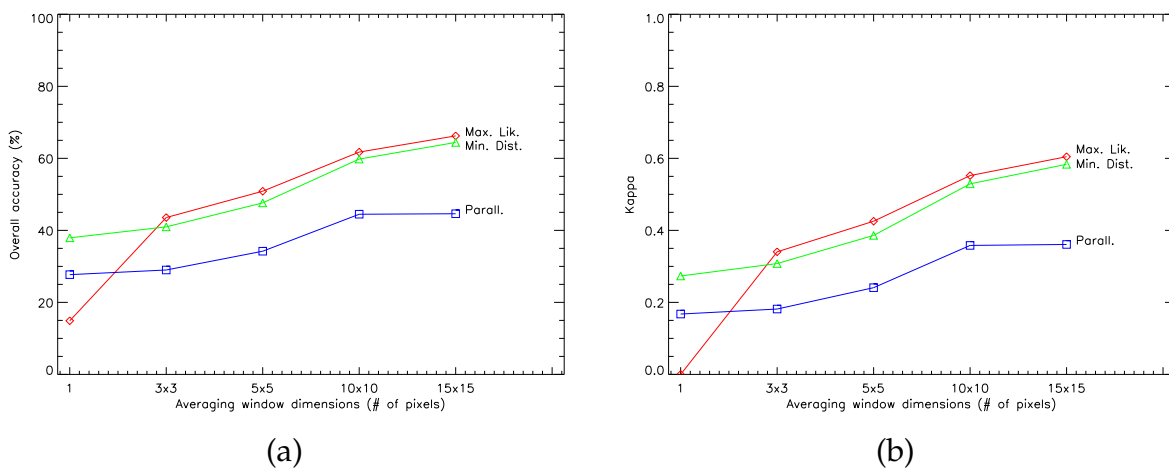 100
80
60
40
20
0
Overall accuracy (%)
Max. Lik.
Min. Dist.
Parall.
1 3x3 5x5 10x10 15x15
Averaging window dimensions (# of pixels)
(a)
1.0
0.8
0.6
0.4
0.2
0.0
Kappa
Max. Lik.
Min. Dist.
Parall.
1 3x3 5x5 10x10 15x15
Averaging window dimensions (# of pixels)
(b)